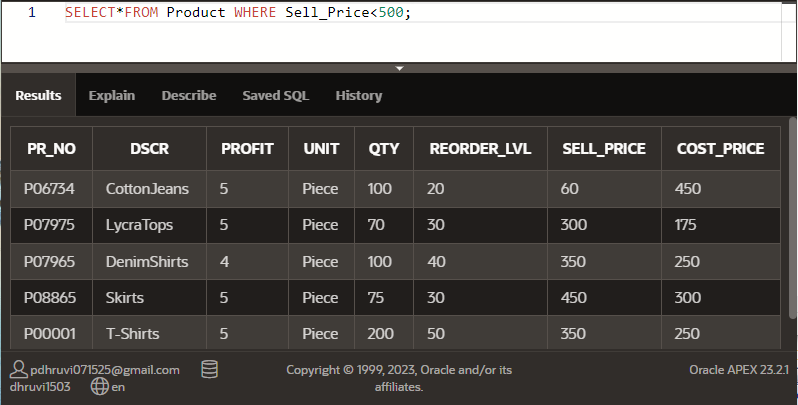 1 SELECT*FROM Product WHERE Sell_Price<500;
Results Explain Describe Saved SQL History
PR_NO DSCR PROFIT UNIT QTY REORDER_LVL SELL_PRICE COST_PRICE
P06734 CottonJeans 5 Piece 100 20 60 450
P07975 LycraTops 5 Piece 70 30 300 175
P07965 DenimShirts 4 Piece 100 40 350 250
P08865 Skirts 5 Piece 75 30 450 300
P00001 T-Shirts 5 Piece 200 50 350 250
pdhruvi071525@gmail.com Copyright © 1999, 2023, Oracle and/or its Oracle APEX 23.2.1
dhruvi1503 en affiliates.